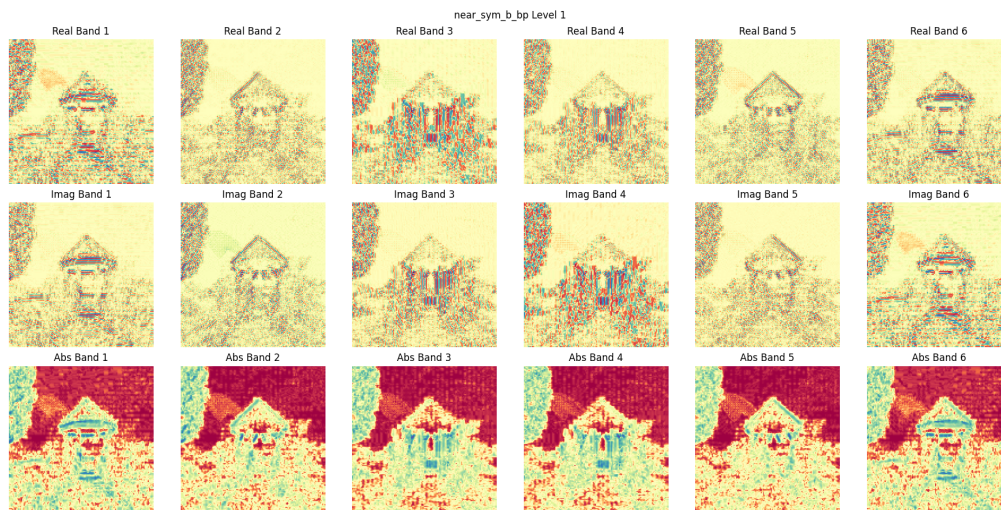 near_sym_b_bp Level 1
Real Band 1 Real Band 2 Real Band 3 Real Band 4 Real Band 5 Real Band 6
Imag Band 1 Imag Band 2 Imag Band 3 Imag Band 4 Imag Band 5 Imag Band 6
Abs Band 1 Abs Band 2 Abs Band 3 Abs Band 4 Abs Band 5 Abs Band 6